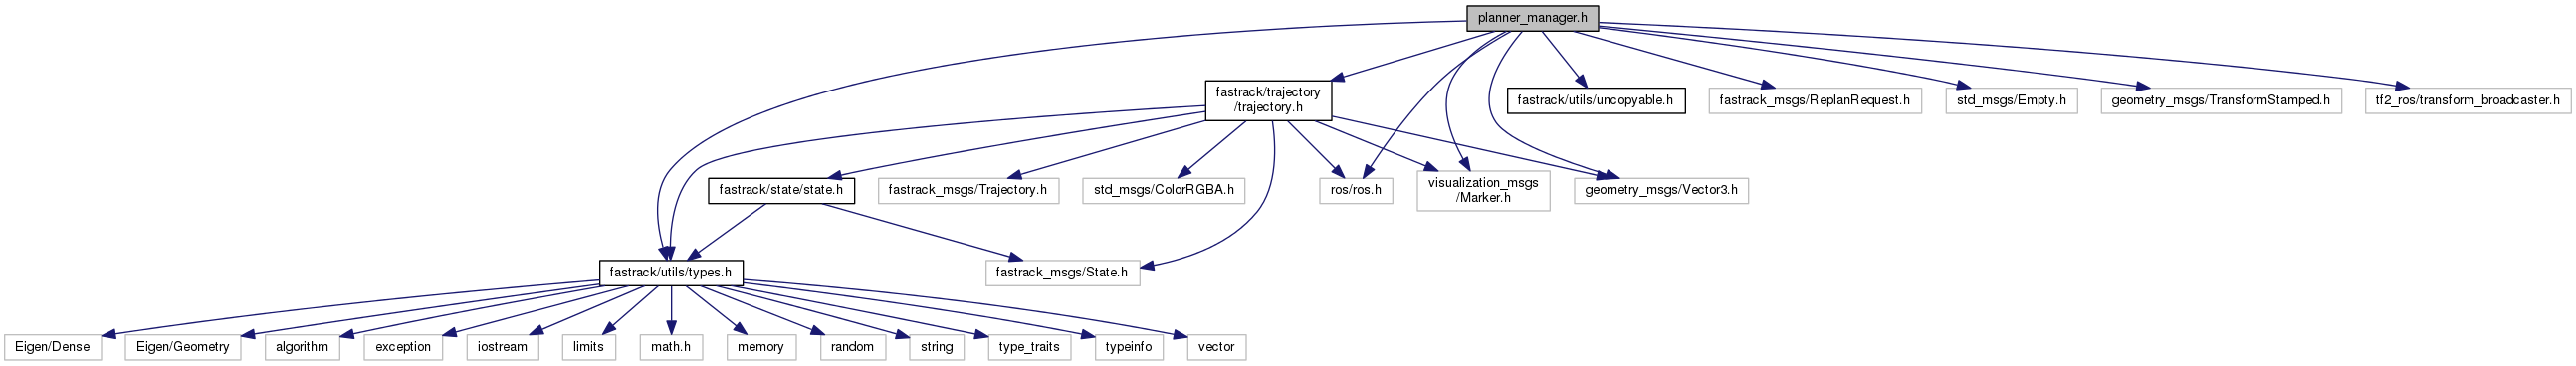 planner_manager.h
fastrack/trajectory
/trajectory.h
fastrack/utils/uncopyable.h
fastrack_msgs/ReplanRequest.h
std_msgs/Empty.h
geometry_msgs/TransformStamped.h
tf2_ros/transform_broadcaster.h
fastrack/state/state.h
fastrack_msgs/Trajectory.h
std_msgs/ColorRGBA.h
ros/ros.h
visualization_msgs
/Marker.h
geometry_msgs/Vector3.h
fastrack/utils/types.h
fastrack_msgs/State.h
Eigen/Dense
Eigen/Geometry
algorithm
exception
iostream
limits
math.h
memory
random
string
type_traits
typeinfo
vector